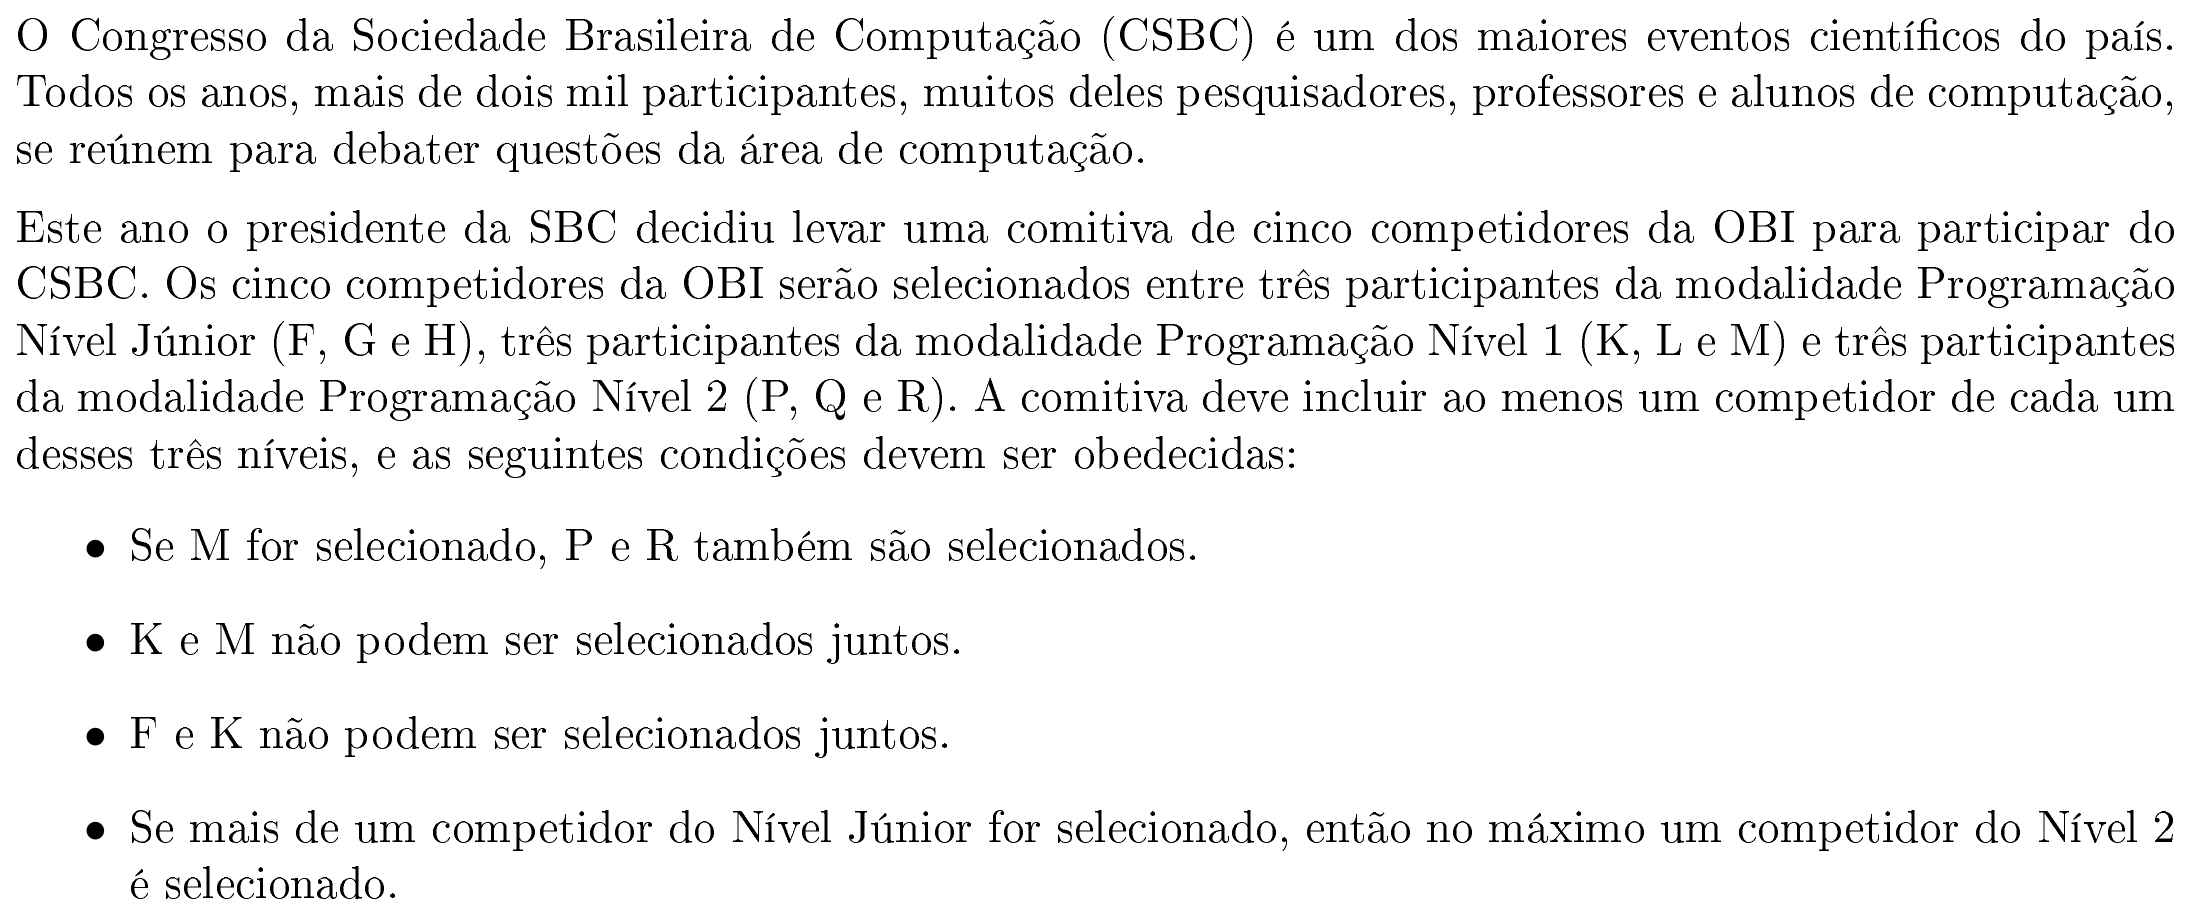 O Congresso da Sociedade Brasileira de Computação (CSBC) é um dos maiores eventos científicos do país.
Todos os anos, mais de dois mil participantes, muitos deles pesquisadores, professores e alunos de computação,
se reúnem para debater questões da área de computação.
Este ano o presidente da SBC decidiu levar uma comitiva de cinco competidores da OBI para participar do
CSBC. Os cinco competidores da OBI serão selecionados entre três participantes da modalidade Programação
Nível Júnior (F, G e H), três participantes da modalidade Programação Nível 1 (K, L e M) e três participantes
da modalidade Programação Nível 2 (P, Q e R). A comitiva deve incluir ao menos um competidor de cada um
desses três níveis, e as seguintes condições devem ser obedecidas:
• Se M for selecionado, P e R também são selecionados.
• K e M não podem ser selecionados juntos.
• F e K não podem ser selecionados juntos.
• Se mais de um competidor do Nível Júnior for selecionado, então no máximo um competidor do Nível 2
é selecionado.